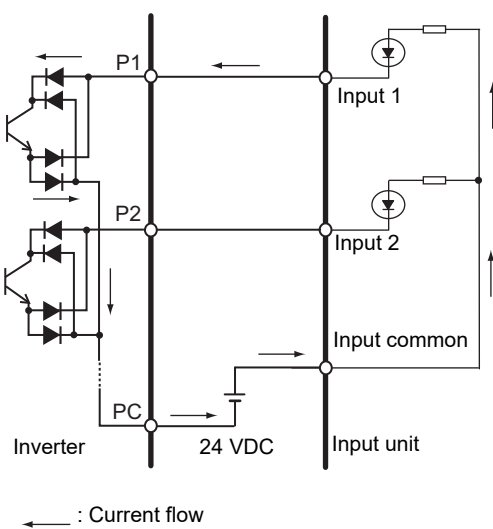 P1
Input 1
P2
Input 2
Input common
PC
Inverter
24 VDC
Input unit
: Current flow